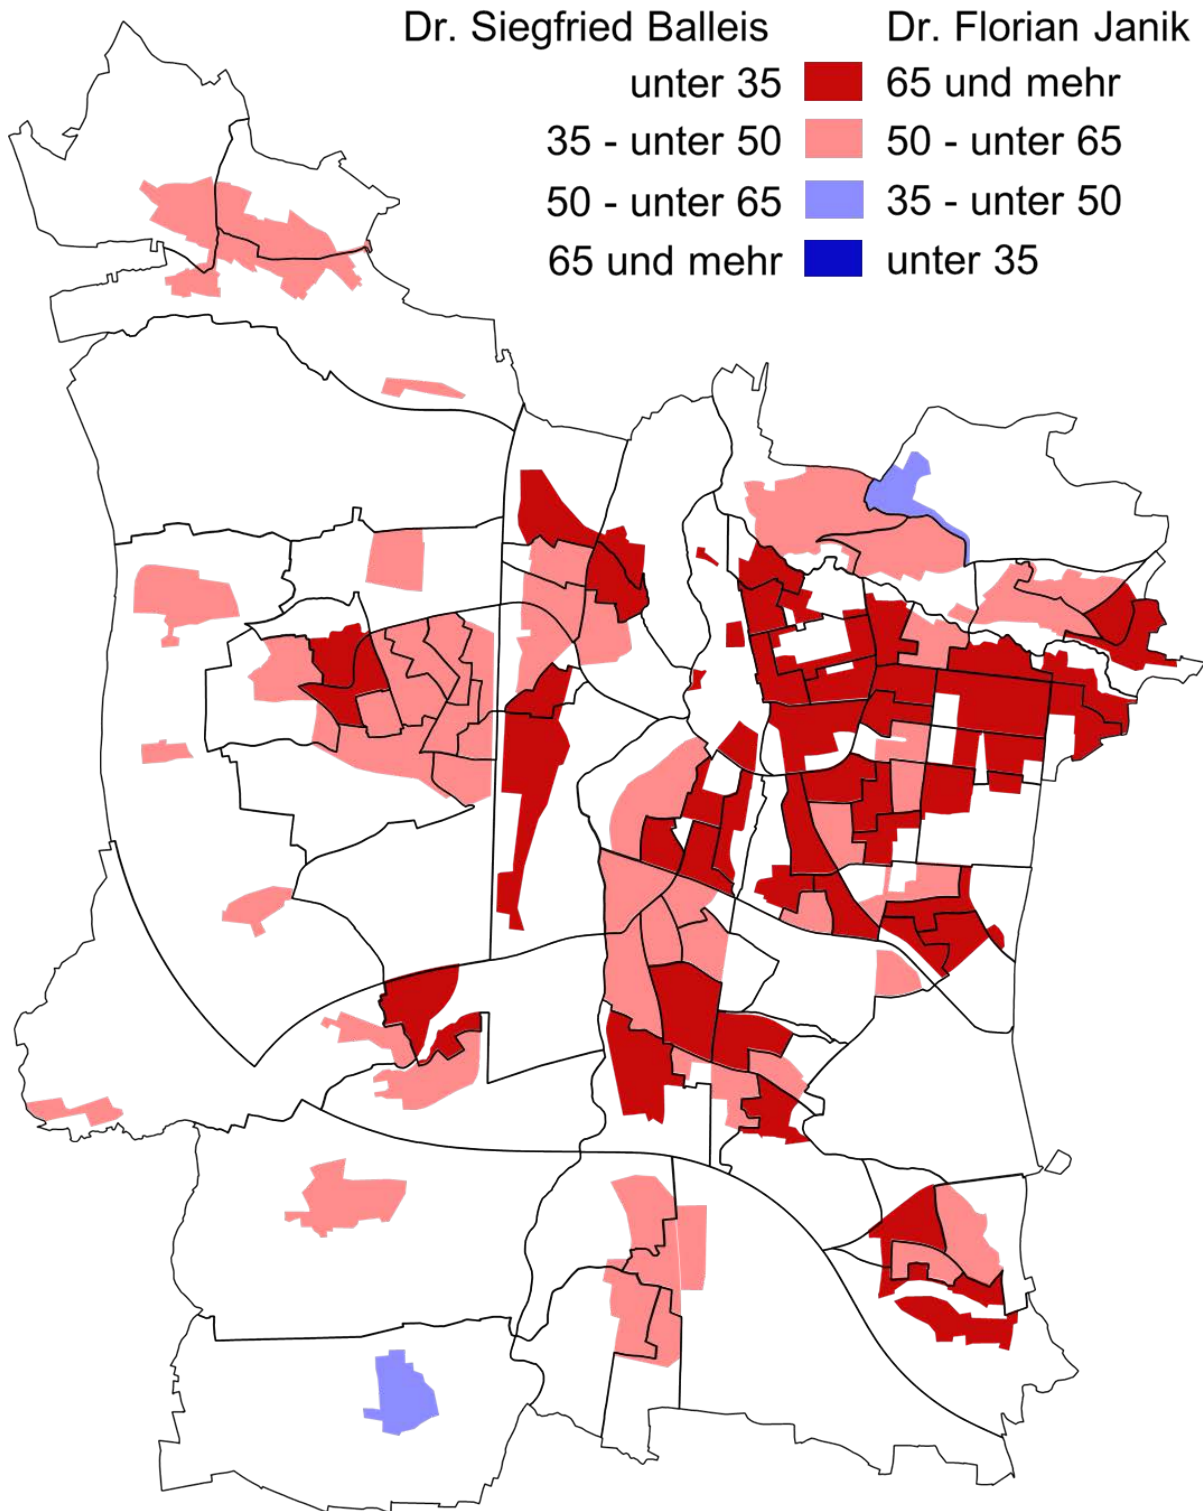 Dr. Siegfried Balleis Dr. Florian Janik
unter 35 65 und mehr
35 - unter 50 50 - unter 65
50 - unter 65 35 - unter 50
65 und mehr unter 35